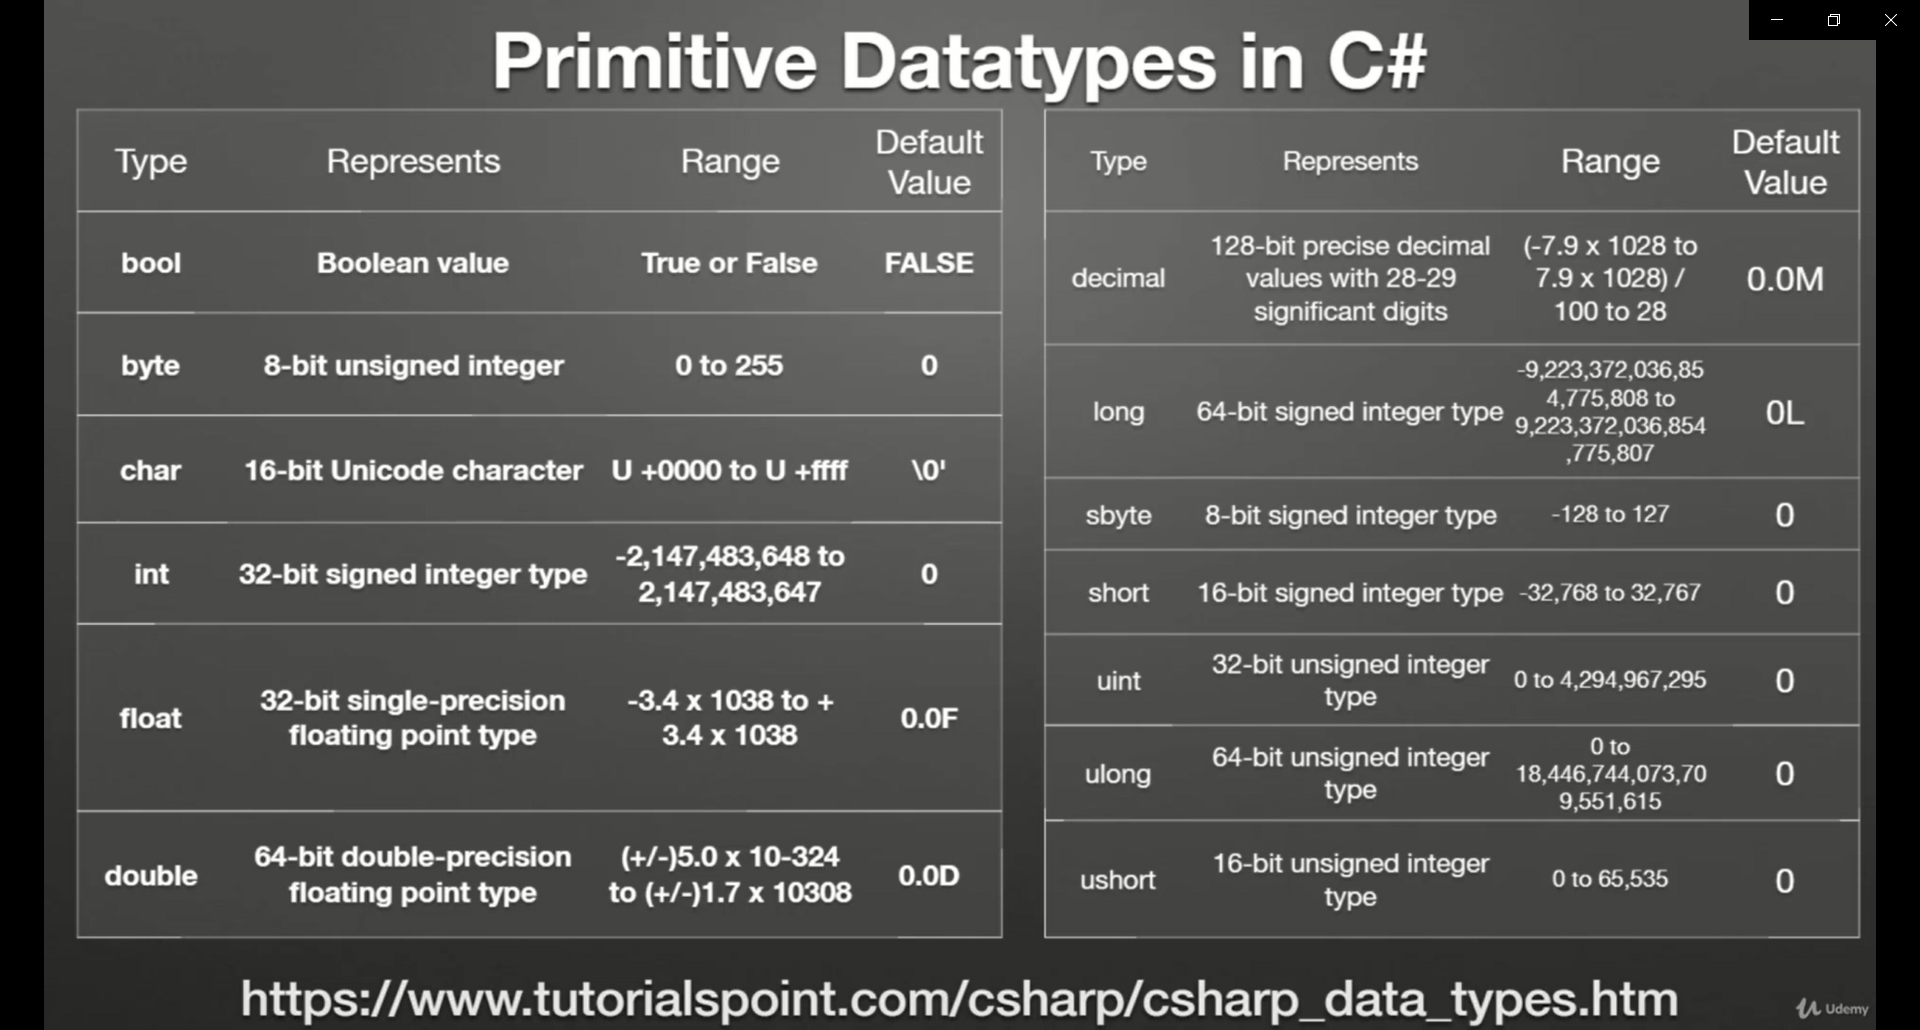 Primitive Datatypes in C#
Type Represents Range Default Value
bool Boolean value True or False FALSE
byte 8-bit unsigned integer 0 to 255 0
char 16-bit Unicode character U +0000 to U +ffff \0'
int 32-bit signed integer type -2,147,483,648 to 2,147,483,647 0
float 32-bit single-precision floating point type -3.4 x 1038 to + 3.4 x 1038 0.0F
double 64-bit double-precision floating point type (+/-)5.0 x 10-324 to (+/-)1.7 x 10308 0.0D
Type Represents Range Default Value
decimal 128-bit precise decimal values with 28-29 significant digits (-7.9 x 1028 to 7.9 x 1028) / 100 to 28 0.0M
long 64-bit signed integer type -9,223,372,036,85 4,775,808 to 9,223,372,036,854 ,775,807 0L
sbyte 8-bit signed integer type -128 to 127 0
short 16-bit signed integer type -32,768 to 32,767 0
uint 32-bit unsigned integer type 0 to 4,294,967,295 0
ulong 64-bit unsigned integer type 0 to 18,446,744,073,70 9,551,615 0
ushort 16-bit unsigned integer type 0 to 65,535 0
https://www.tutorialspoint.com/csharp/csharp_data_types.htm
Udemy